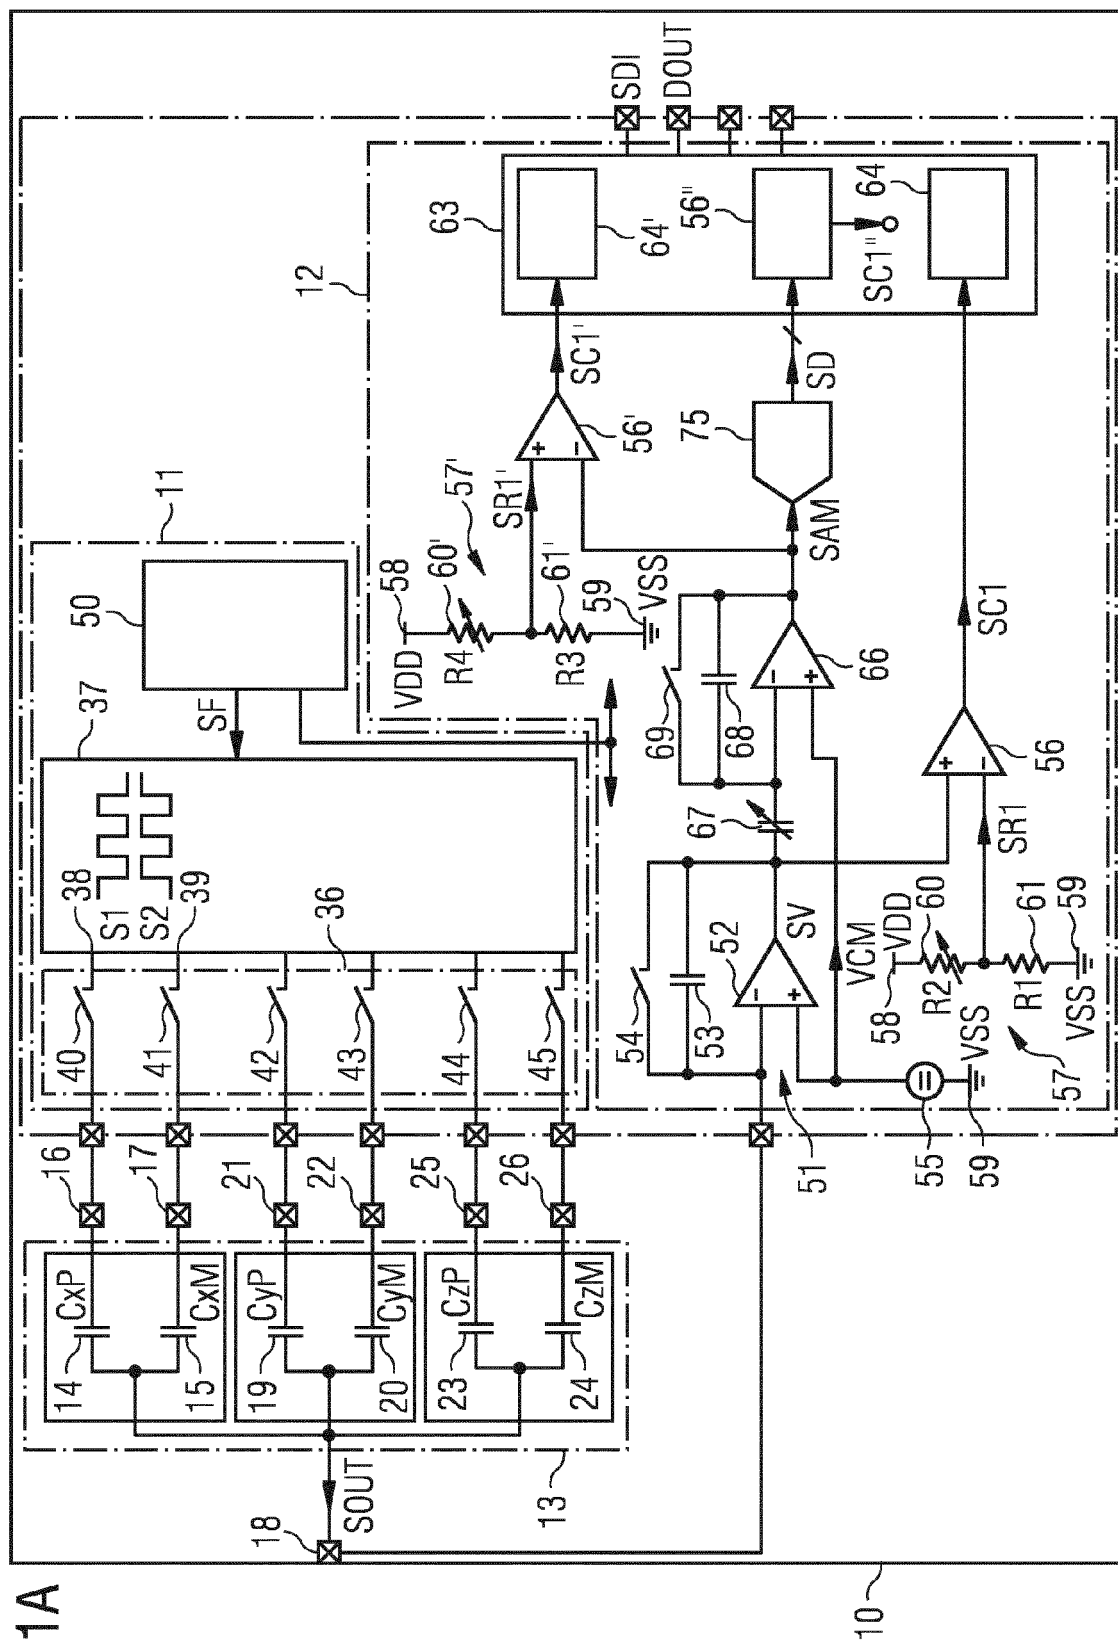 1A
10
11
12
13
SOUT
18
14
CxP
15
CxM
19
CyP
20
CyM
23
CzP
24
CzM
16
17
21
22
25
26
40
41
42
43
44
45
36
38
39
S1
S2
37
SF
50
51
52
53
54
SV
VCM
55
59
VSS
57
58
VDD
60
R2
R1
61
59
VSS
SR1
56
SC1
67
68
69
66
SAM
75
SD
58
VDD
60'
R4
57'
61'
R3
59
VSS
SR1'
56'
SC1'
63
64'
56"
SC1"
64
SDI
DOUT
+
−
+
−
+
−
+
−
=